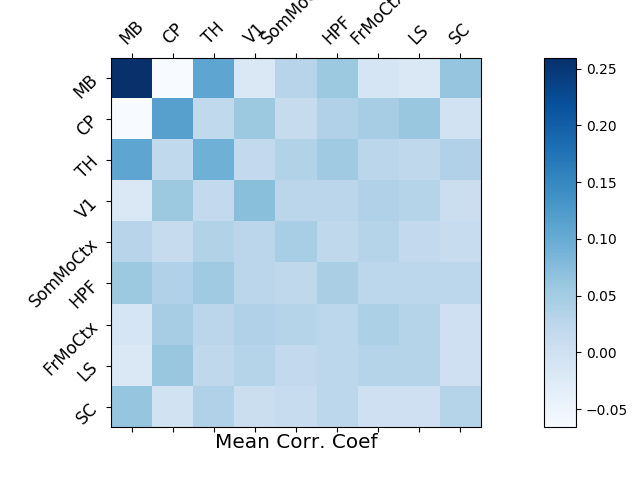 MB CP TH V1 SomMo HPF FrMoCtx LS SC
MB
CP
TH
V1
SomMoCtx
HPF
FrMoCtx
LS
SC
Mean Corr. Coef
0.25
0.20
0.15
0.10
0.05
0.00
−0.05